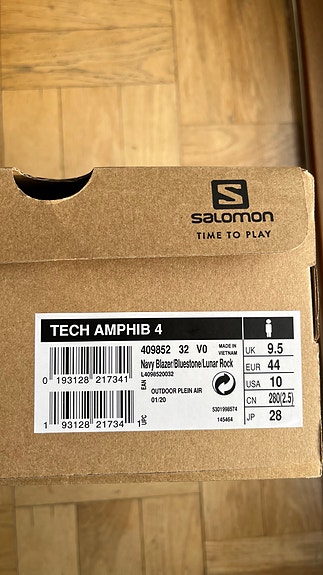 SALOMON
TIME TO PLAY
TECH AMPHIB 4
409852 32 V0
MADE IN
VIETNAM
Navy Blazer/Bluestone/Lunar Rock
L4098520032
0 193128 217341
EAN
OUTDOOR PLEIN AIR
01/20
5301998574
145464
1 93128 21734 1
UPC
UK 9.5
EUR 44
USA 10
CN 280(2.5)
JP 28